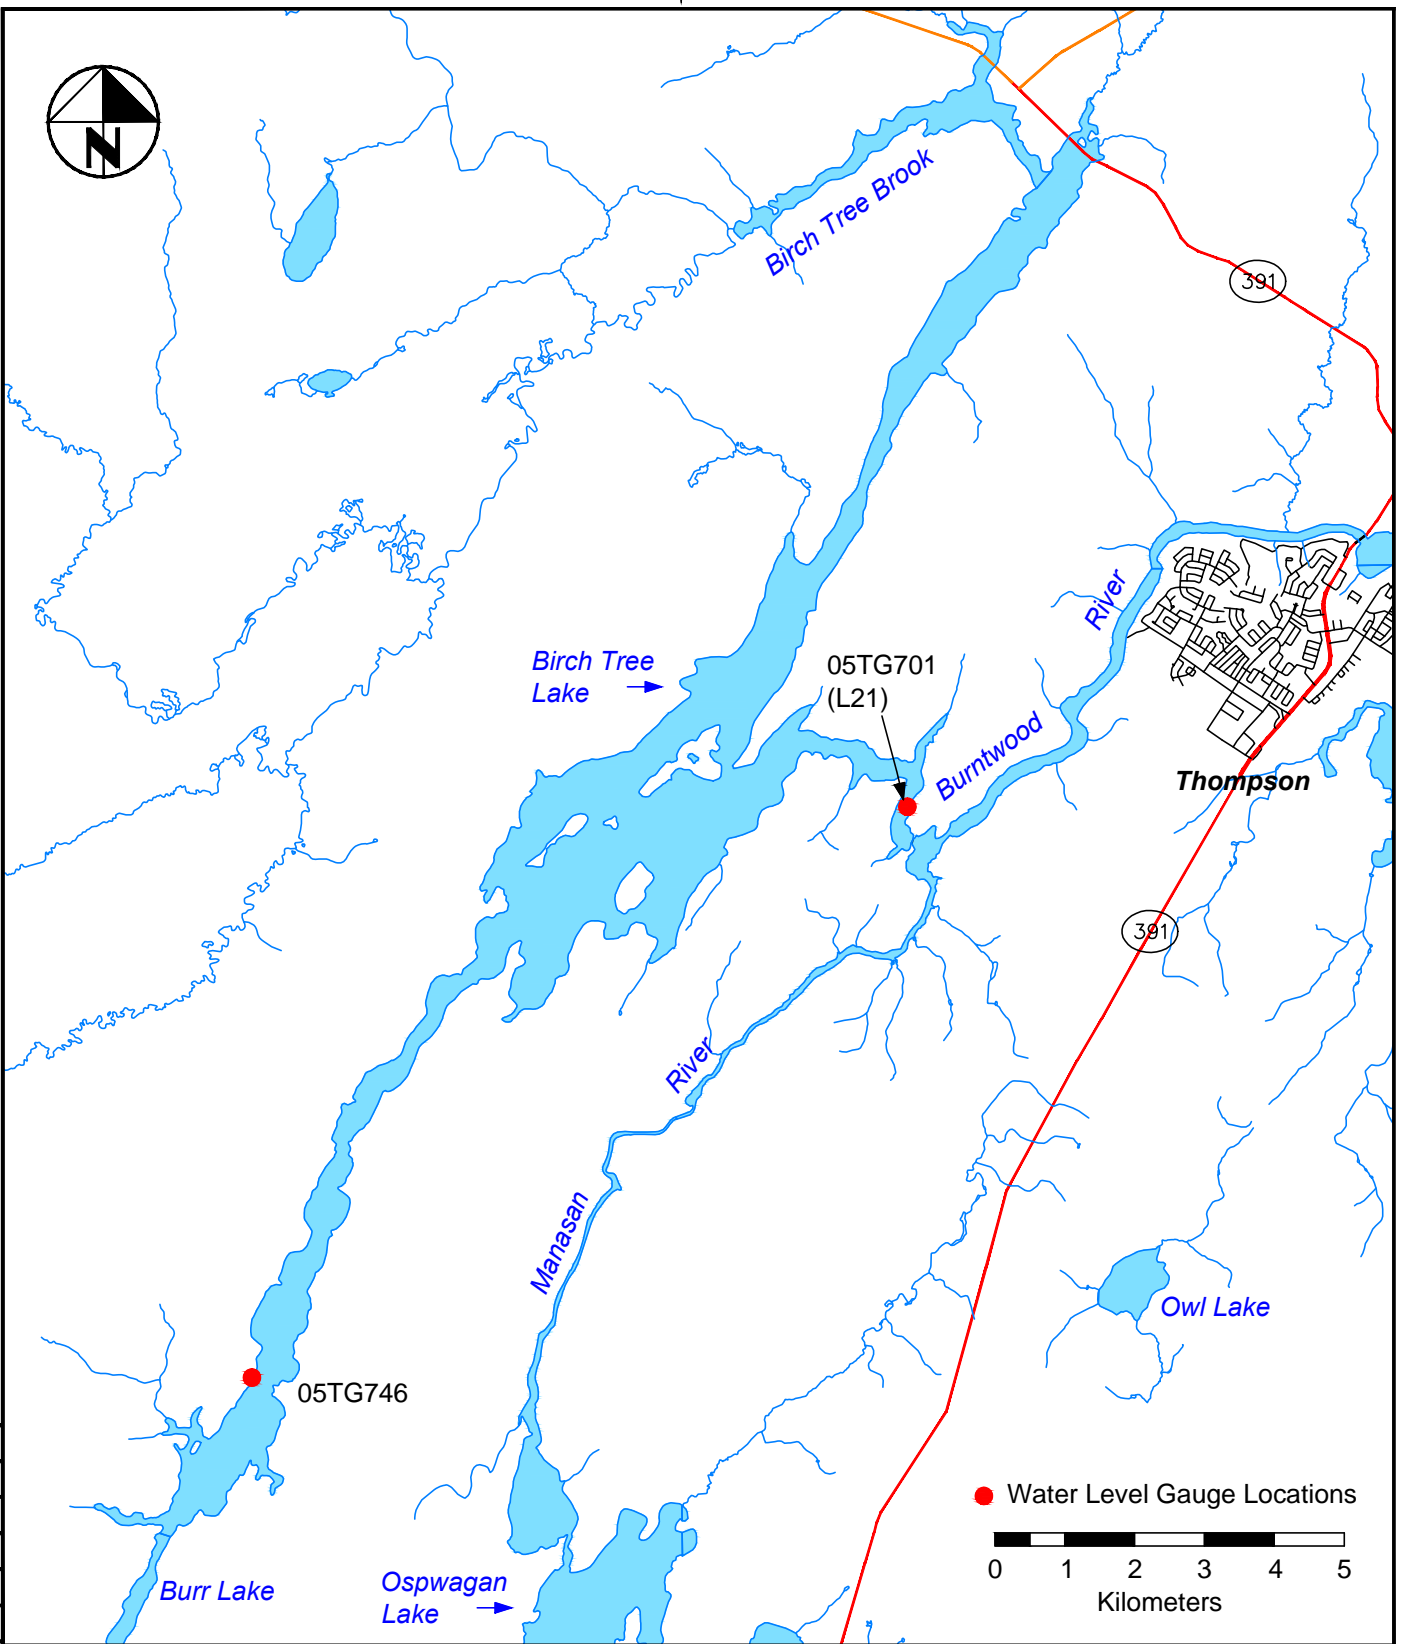 N
Birch Tree Brook
391
River
Birch Tree
Lake
05TG701
(L21)
Burntwood
Thompson
391
River
Manasan
Owl Lake
05TG746
Water Level Gauge Locations
0 1 2 3 4 5
Kilometers
Burr Lake
Ospwagan
Lake